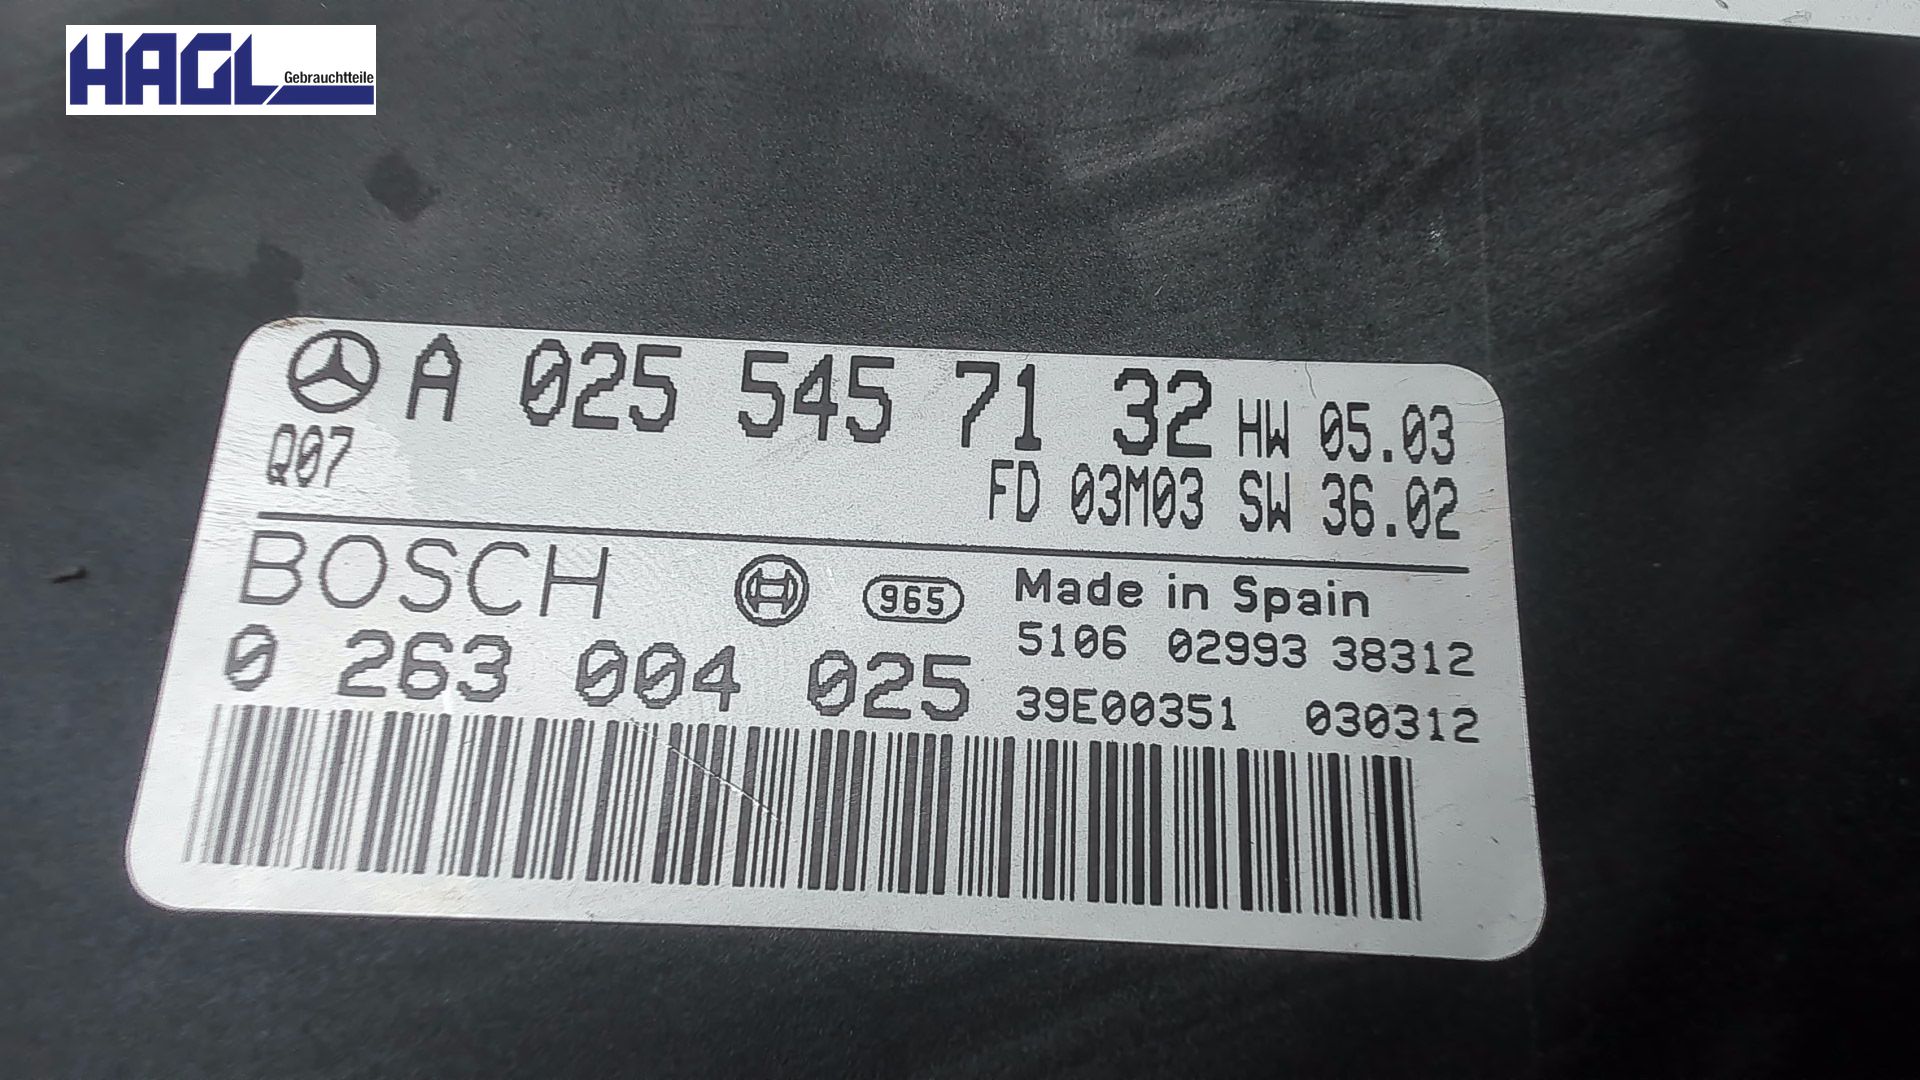 HAGL Gebrauchtteile
A 025 545 71 32 HW 05.03
Q07 FD 03M03 SW 36.02
BOSCH 965 Made in Spain
5106 02993 38312
0 263 004 025 39E00351 030312